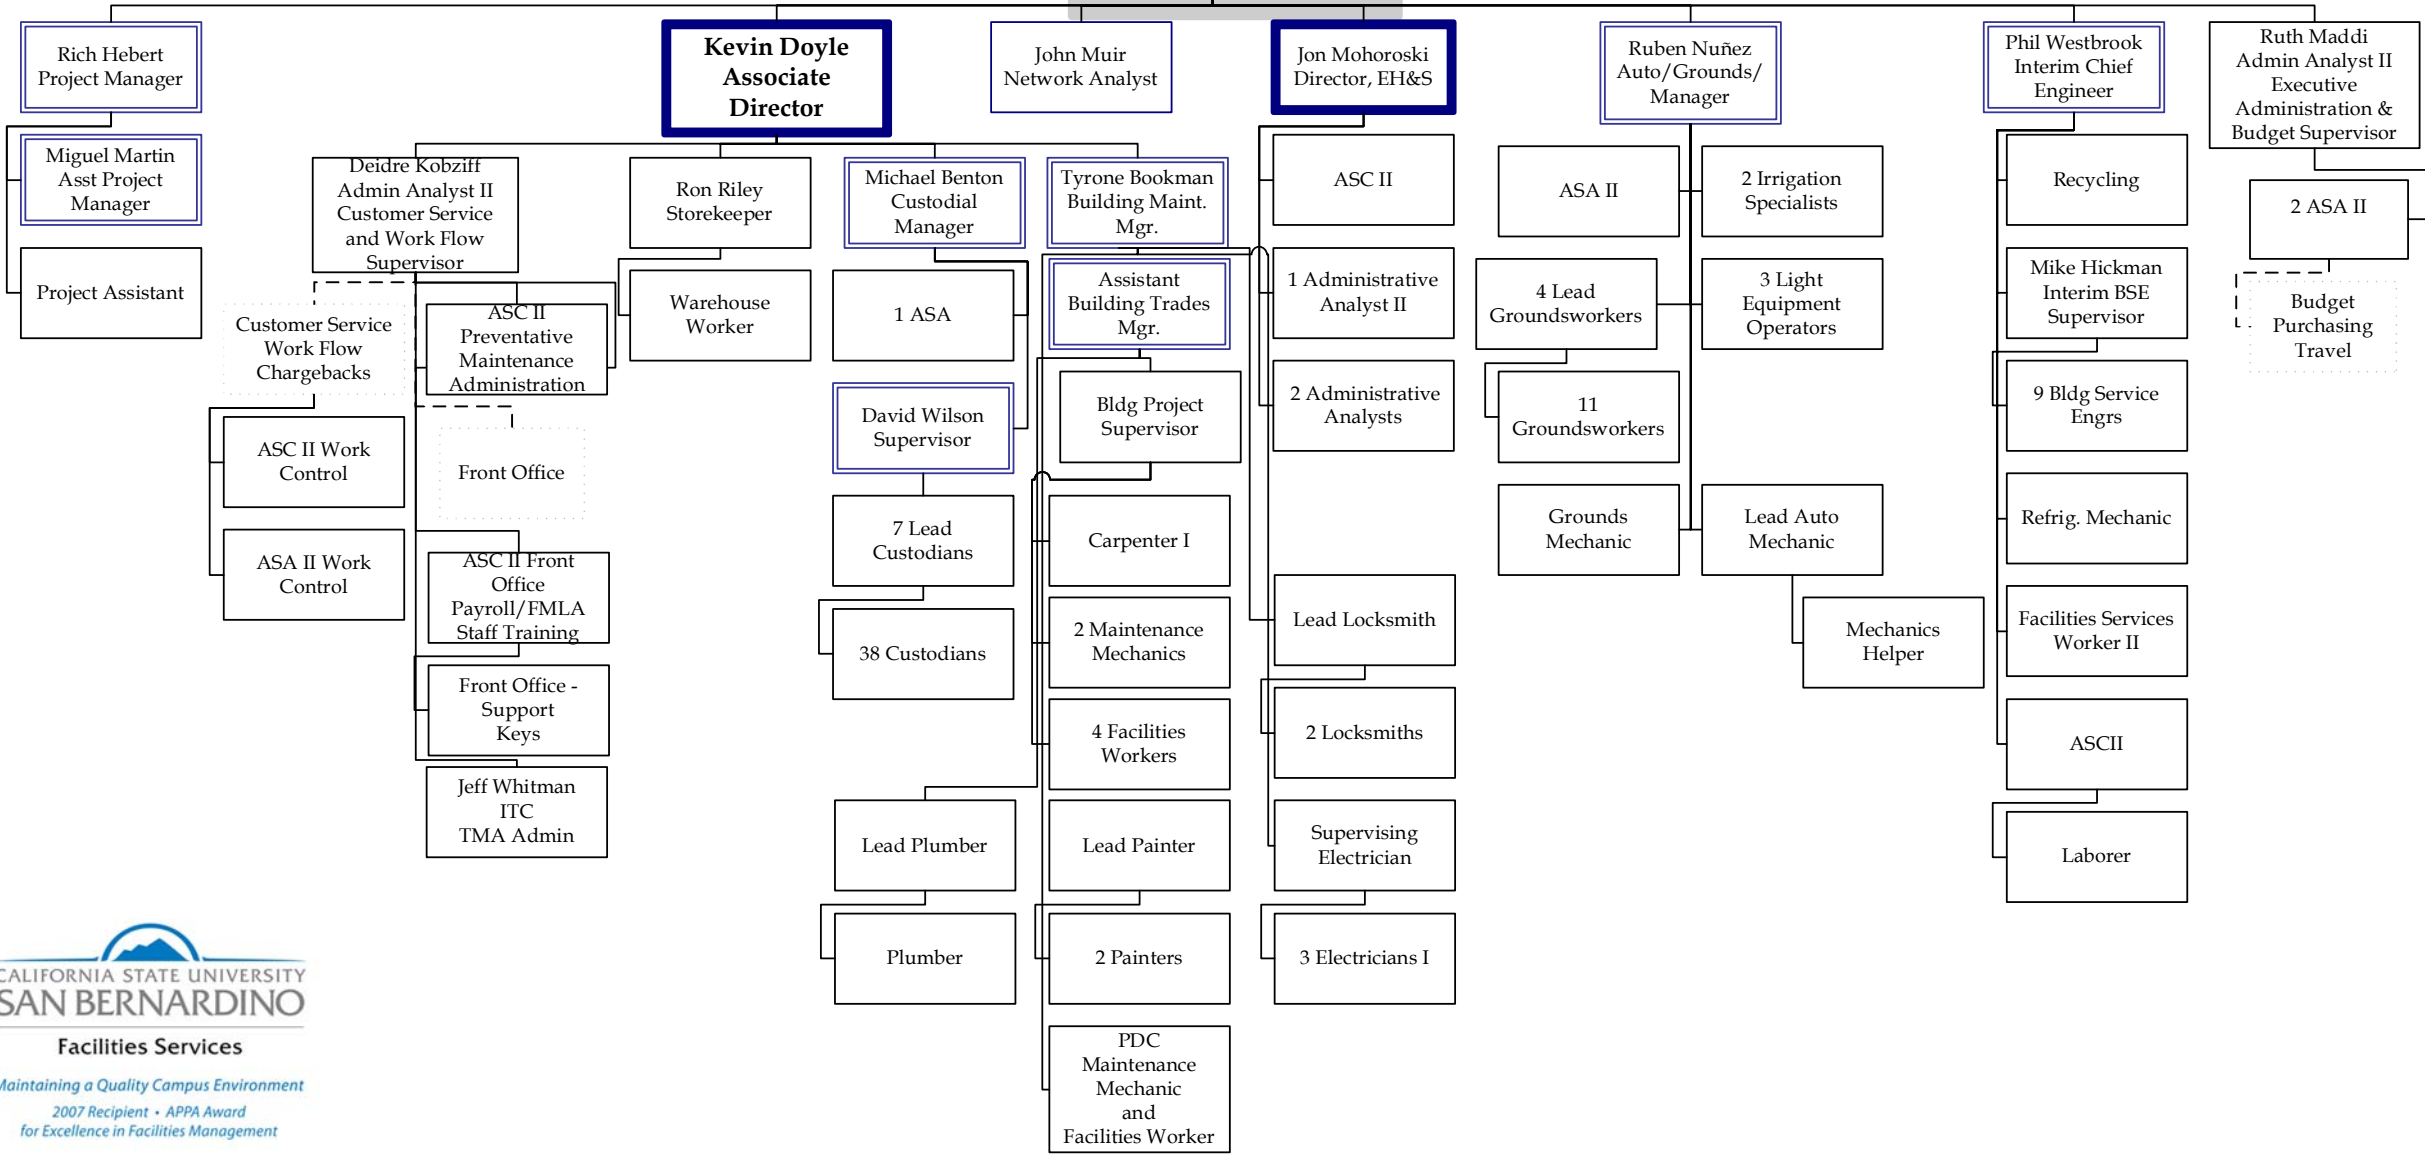 Rich Hebert
Project Manager
Miguel Martin
Asst Project
Manager
Project Assistant
Kevin Doyle
Associate
Director
Deidre Kobziff
Admin Analyst II
Customer Service
and Work Flow
Supervisor
Customer Service
Work Flow
Chargebacks
ASC II Work
Control
ASA II Work
Control
ASC II
Preventative
Maintenance
Administration
Front Office
ASC II Front
Office
Payroll/FMLA
Staff Training
Front Office -
Support
Keys
Jeff Whitman
ITC
TMA Admin
Ron Riley
Storekeeper
Warehouse
Worker
Michael Benton
Custodial
Manager
1 ASA
David Wilson
Supervisor
7 Lead
Custodians
38 Custodians
Tyrone Bookman
Building Maint.
Mgr.
Assistant
Building Trades
Mgr.
Bldg Project
Supervisor
Carpenter I
2 Maintenance
Mechanics
4 Facilities
Workers
Lead Plumber
Plumber
Lead Painter
2 Painters
PDC
Maintenance
Mechanic
and
Facilities Worker
Lead Locksmith
2 Locksmiths
Supervising
Electrician
3 Electricians I
John Muir
Network Analyst
Jon Mohoroski
Director, EH&S
ASC II
1 Administrative
Analyst II
2 Administrative
Analysts
Ruben Nuñez
Auto/Grounds/
Manager
ASA II
2 Irrigation
Specialists
4 Lead
Groundsworkers
3 Light
Equipment
Operators
11
Groundsworkers
Grounds
Mechanic
Lead Auto
Mechanic
Mechanics
Helper
Phil Westbrook
Interim Chief
Engineer
Recycling
Mike Hickman
Interim BSE
Supervisor
9 Bldg Service
Engrs
Refrig. Mechanic
Facilities Services
Worker II
ASCII
Laborer
Ruth Maddi
Admin Analyst II
Executive
Administration &
Budget Supervisor
2 ASA II
Budget
Purchasing
Travel
CALIFORNIA STATE UNIVERSITY
SAN BERNARDINO
Facilities Services
Maintaining a Quality Campus Environment
2007 Recipient • APPA Award
for Excellence in Facilities Management